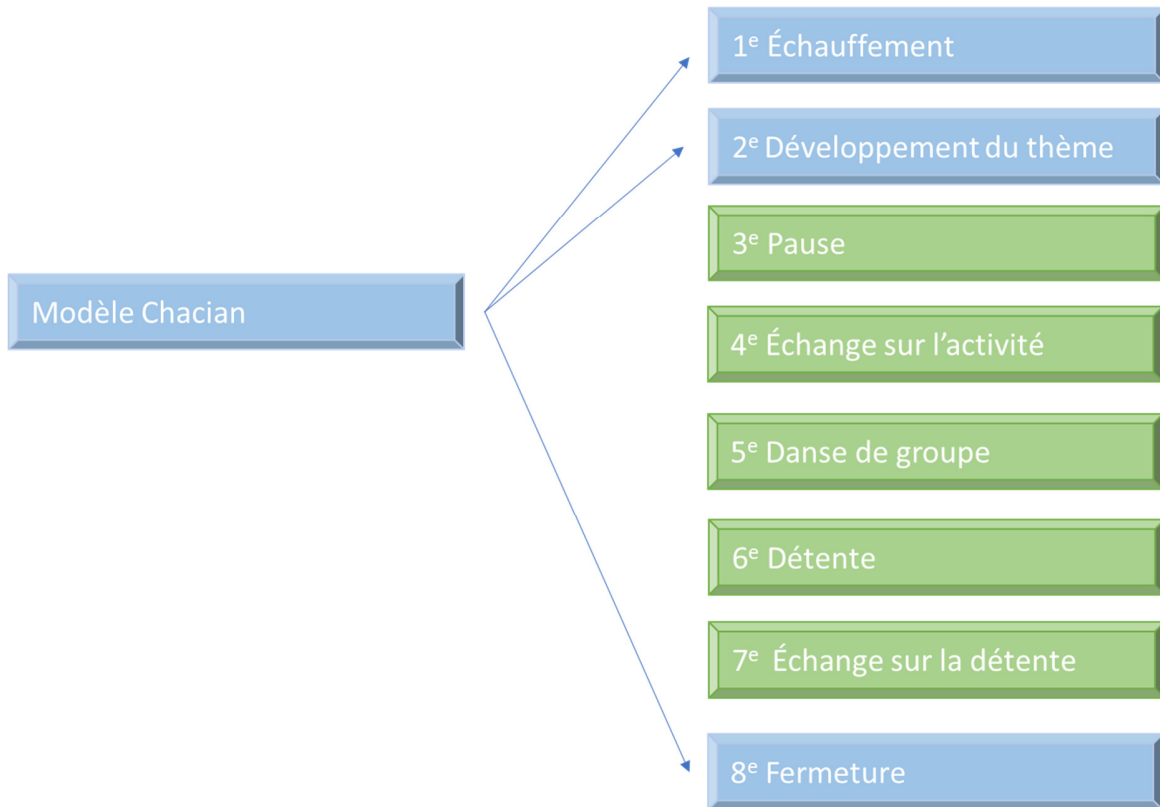 1e Échauffement
2e Développement du thème
3e Pause
Modèle Chacian
4e Échange sur l’activité
5e Danse de groupe
6e Détente
7e Échange sur la détente
8e Fermeture